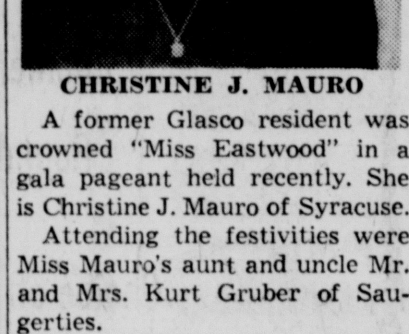 CHRISTINE J. MAURO
A former Glasco resident was
crowned "Miss Eastwood" in a
gala pageant held recently. She
is Christine J. Mauro of Syracuse.
Attending the festivities were
Miss Mauro's aunt and uncle Mr.
and Mrs. Kurt Gruber of Sau-
gerties.